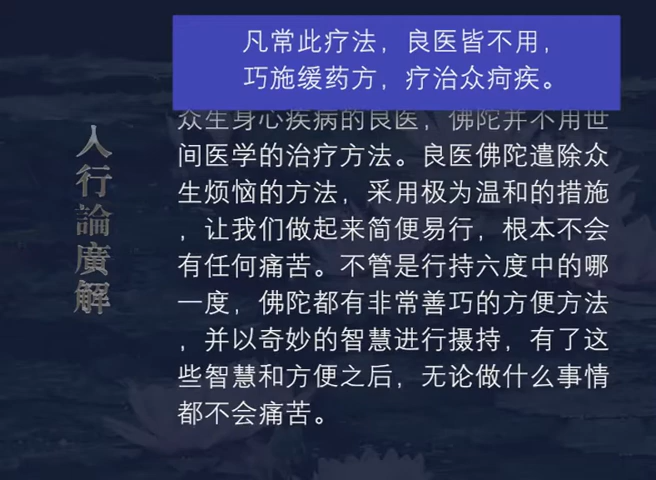 凡常此疗法，良医皆不用，
巧施缓药方，疗治众疴疾。
众生身心疾病的良医，佛陀并不用世
间医学的治疗方法。良医佛陀遣除众
生烦恼的方法，采用极为温和的措施
，让我们做起来简便易行，根本不会
有任何痛苦。不管是行持六度中的哪
一度，佛陀都有非常善巧的方便方法
，并以奇妙的智慧进行摄持，有了这
些智慧和方便之后，无论做什么事情
都不会痛苦。
入行論廣解